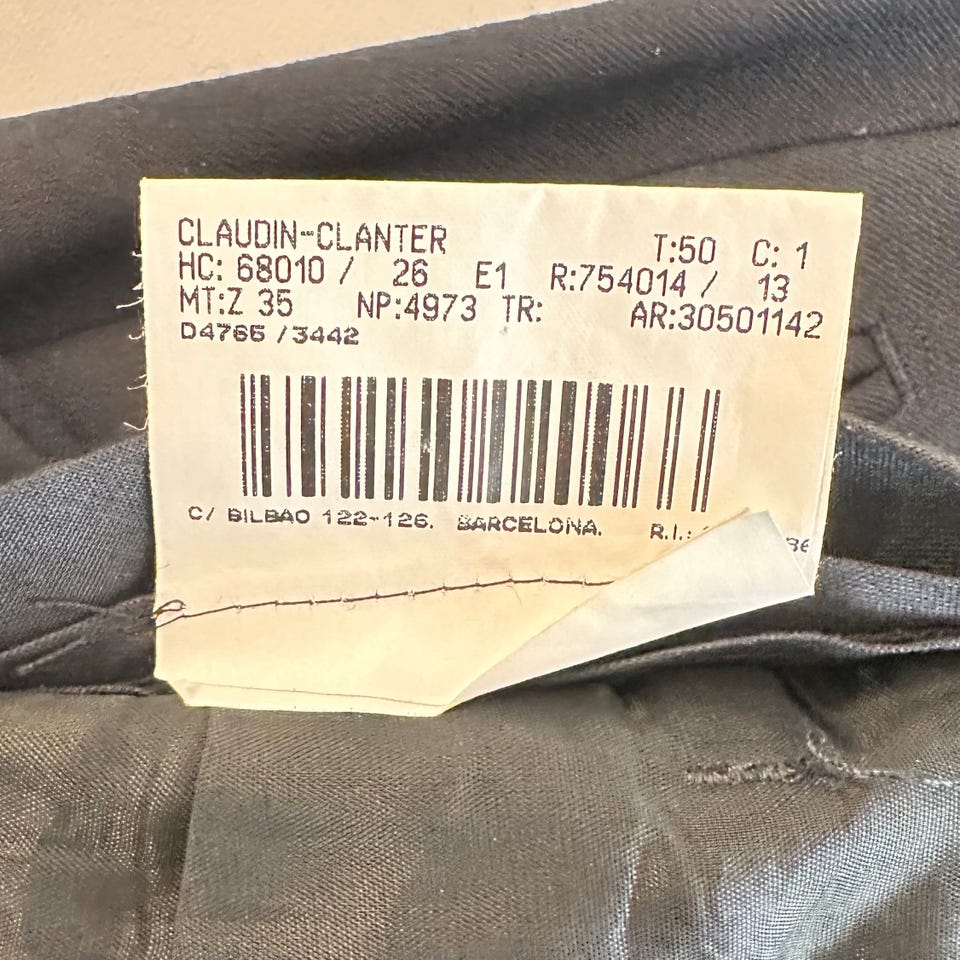 CLAUDIN-CLANTER T:50 C: 1
HC: 68010 / 26 E1 R:754014 / 13
MT:Z 35 NP:4973 TR: AR:30501142
D4765 /3442
C/ BILBAO 122-126. BARCELONA. R.I.: